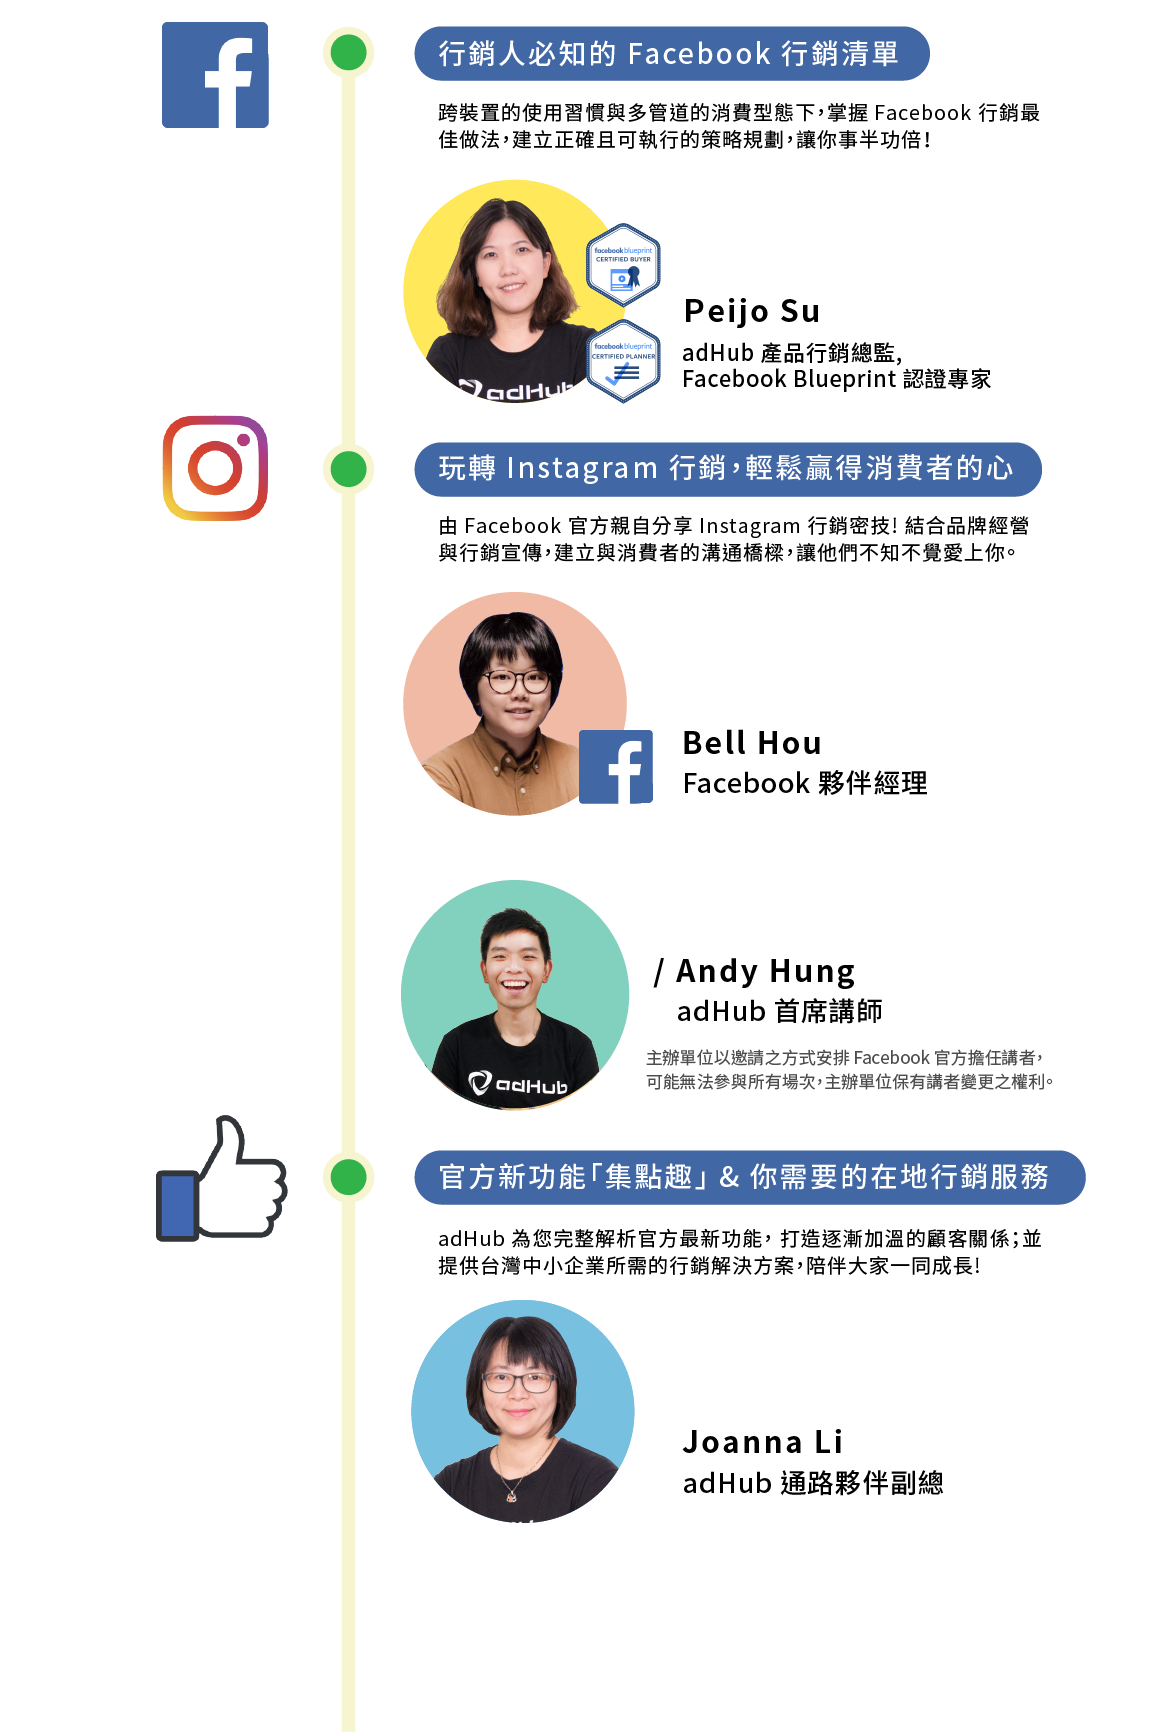 行銷人必知的 Facebook 行銷清單
跨裝置的使用習慣與多管道的消費型態下，掌握 Facebook 行銷最
佳做法，建立正確且可執行的策略規劃，讓你事半功倍！
facebook blueprint
CERTIFIED BUYER
facebook blueprint
CERTIFIED PLANNER
adHub
Peijo Su
adHub 產品行銷總監,
Facebook Blueprint 認證專家
玩轉 Instagram 行銷，輕鬆贏得消費者的心
由 Facebook 官方親自分享 Instagram 行銷密技！結合品牌經營
與行銷宣傳，建立與消費者的溝通橋樑，讓他們不知不覺愛上你。
Bell Hou
Facebook 夥伴經理
/ Andy Hung
adHub 首席講師
adHub
主辦單位以邀請之方式安排 Facebook 官方擔任講者，
可能無法參與所有場次，主辦單位保有講者變更之權利。
官方新功能「集點趣」 & 你需要的在地行銷服務
adHub 為您完整解析官方最新功能， 打造逐漸加溫的顧客關係；並
提供台灣中小企業所需的行銷解決方案，陪伴大家一同成長!
Joanna Li
adHub 通路夥伴副總